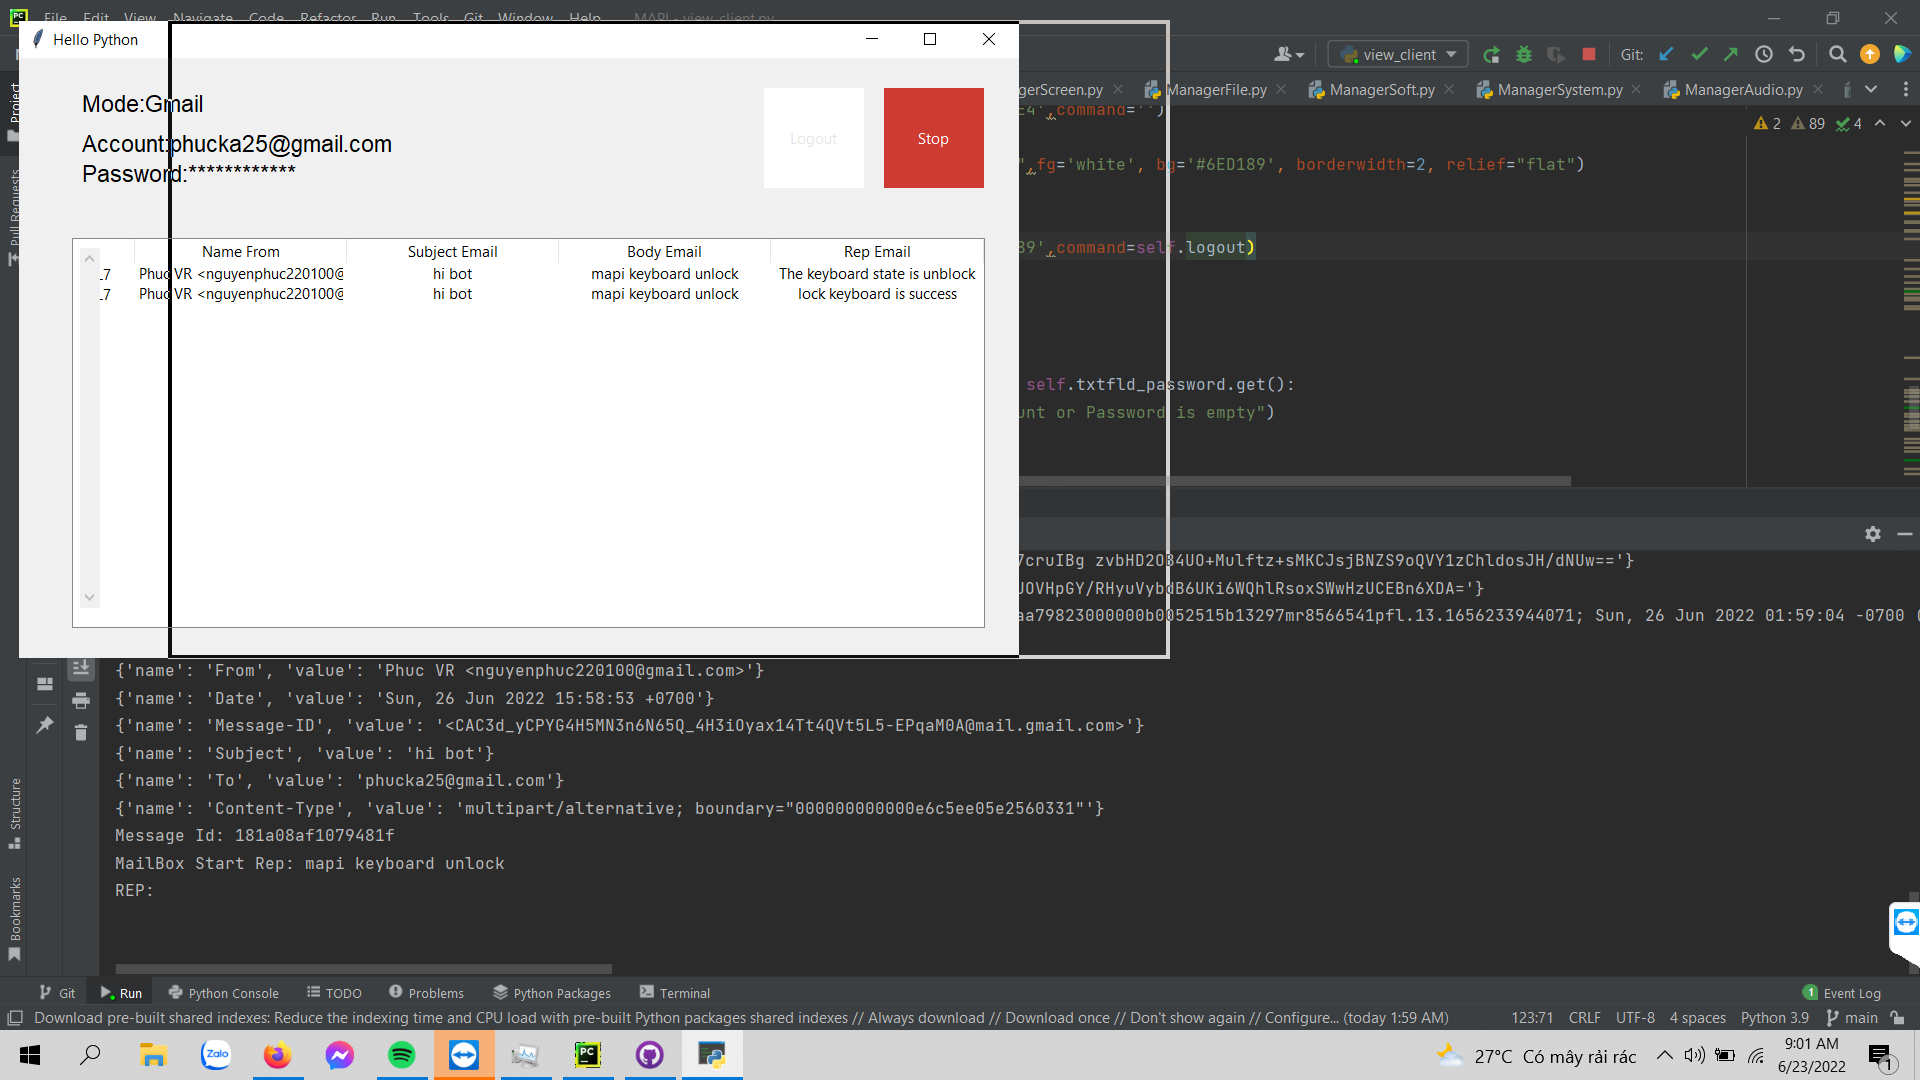 File Edit View Navigate Code Refactor Run Tools Git Window Help MAPI - view_client.py
Hello Python
view_client
Git:
gerScreen.py
ManagerFile.py
ManagerSoft.py
ManagerSystem.py
ManagerAudio.py
Project
Pull Requests
Mode:Gmail
Account:phucka25@gmail.com
Password:************
Logout
Stop
E4',command='')
2 89 4
",fg='white', bg='#6ED189', borderwidth=2, relief="flat")
89',command=self.logout)
Name From Subject Email Body Email Rep Email
L7 Phuc VR <nguyenphuc220100@ hi bot mapi keyboard unlock The keyboard state is unblock
L7 Phuc VR <nguyenphuc220100@ hi bot mapi keyboard unlock lock keyboard is success
self.txtfld_password.get():
unt or Password is empty")
7cruIBg zvbHD2OB4UO+Mulftz+sMKCJsjBNZS9oQVY1zChldosJH/dNUw=='}
JOVHpGY/RHyuVybdB6UKi6WQhlRsoxSWwHzUCEBn6XDA='}
aa79823000000b0052515b13297mr8566541pfl.13.1656233944071; Sun, 26 Jun 2022 01:59:04 -0700 (
{'name': 'From', 'value': 'Phuc VR <nguyenphuc220100@gmail.com>'}
{'name': 'Date', 'value': 'Sun, 26 Jun 2022 15:58:53 +0700'}
{'name': 'Message-ID', 'value': '<CAC3d_yCPYG4H5MN3n6N65Q_4H3iOyax14Tt4QVt5L5-EPqaM0A@mail.gmail.com>'}
{'name': 'Subject', 'value': 'hi bot'}
{'name': 'To', 'value': 'phucka25@gmail.com'}
{'name': 'Content-Type', 'value': 'multipart/alternative; boundary="000000000000e6c5ee05e2560331"'}
Message Id: 181a08af1079481f
MailBox Start Rep: mapi keyboard unlock
REP:
Structure
Bookmarks
Git Run Python Console TODO Problems Python Packages Terminal
1 Event Log
Download pre-built shared indexes: Reduce the indexing time and CPU load with pre-built Python packages shared indexes // Always download // Download once // Don't show again // Configure... (today 1:59 AM)
123:71 CRLF UTF-8 4 spaces Python 3.9 main
Zalo
PC
27°C Có mây rải rác
9:01 AM
6/23/2022
1